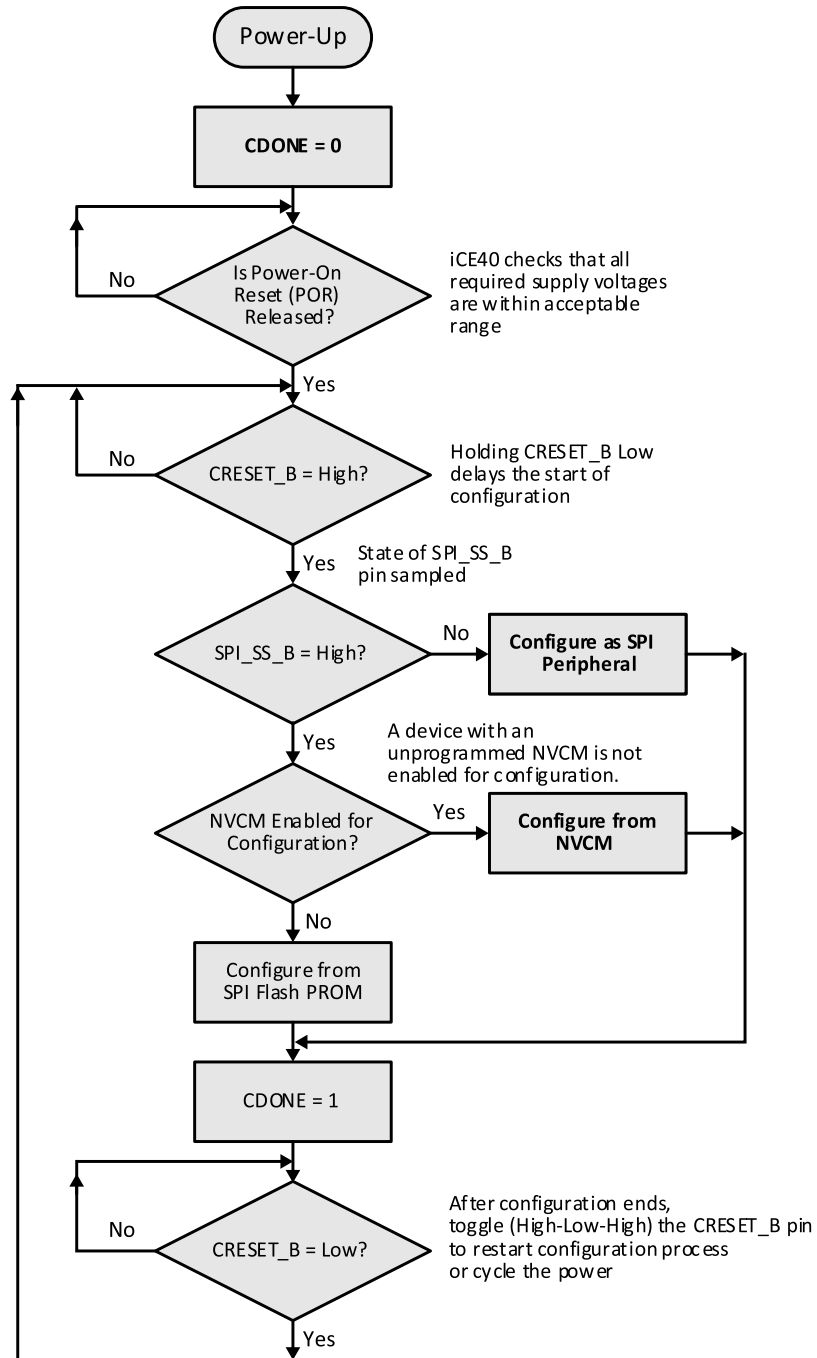 Power-Up
CDONE = 0
No
Is Power-On
Reset (POR)
Released?
iCE40 checks that all
required supply voltages
are within acceptable
range
Yes
No
CRESET_B = High?
Holding CRESET_B Low
delays the start of
configuration
Yes
State of SPI_SS_B
pin sampled
SPI_SS_B = High?
No
Configure as SPI
Peripheral
Yes
A device with an
unprogrammed NVCM is not
enabled for configuration.
NVCM Enabled for
Configuration?
Yes
Configure from
NVCM
No
Configure from
SPI Flash PROM
CDONE = 1
No
CRESET_B = Low?
After configuration ends,
toggle (High-Low-High) the CRESET_B pin
to restart configuration process
or cycle the power
Yes